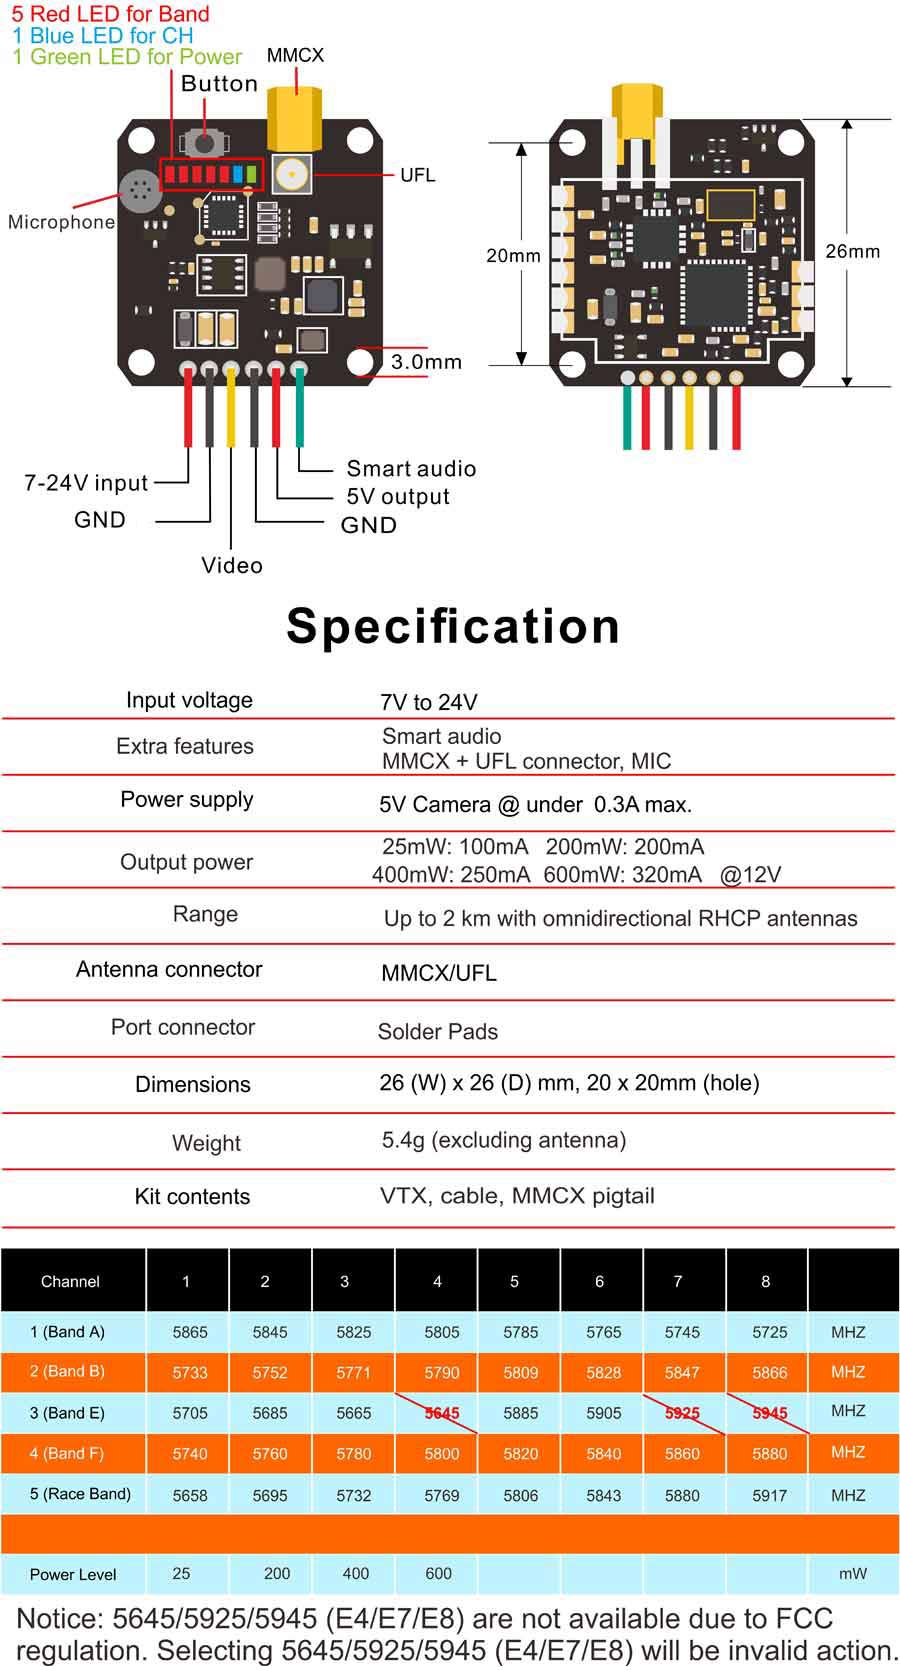 5 Red LED for Band
1 Blue LED for CH
1 Green LED for Power
MMCX
Button
UFL
Microphone
20mm
26mm
3.0mm
Smart audio
7-24V input
5V output
GND
GND
Video
Specification
Input voltage 7V to 24V
Extra features Smart audio
MMCX + UFL connector, MIC
Power supply 5V Camera @ under 0.3A max.
Output power 25mW: 100mA 200mW: 200mA
400mW: 250mA 600mW: 320mA @12V
Range Up to 2 km with omnidirectional RHCP antennas
Antenna connector MMCX/UFL
Port connector Solder Pads
Dimensions 26 (W) x 26 (D) mm, 20 x 20mm (hole)
Weight 5.4g (excluding antenna)
Kit contents VTX, cable, MMCX pigtail
Channel 1 2 3 4 5 6 7 8
1 (Band A) 5865 5845 5825 5805 5785 5765 5745 5725 MHZ
2 (Band B) 5733 5752 5771 5790 5809 5828 5847 5866 MHZ
3 (Band E) 5705 5685 5665 5645 5885 5905 5925 5945 MHZ
4 (Band F) 5740 5760 5780 5800 5820 5840 5860 5880 MHZ
5 (Race Band) 5658 5695 5732 5769 5806 5843 5880 5917 MHZ
Power Level 25 200 400 600 mW
Notice: 5645/5925/5945 (E4/E7/E8) are not available due to FCC
regulation. Selecting 5645/5925/5945 (E4/E7/E8) will be invalid action.